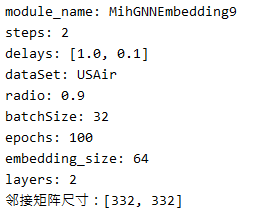 module_name: MihGNNEmbedding9
steps: 2
delays: [1.0, 0.1]
dataSet: USAir
radio: 0.9
batchSize: 32
epochs: 100
embedding_size: 64
layers: 2
邻接矩阵尺寸：[332, 332]